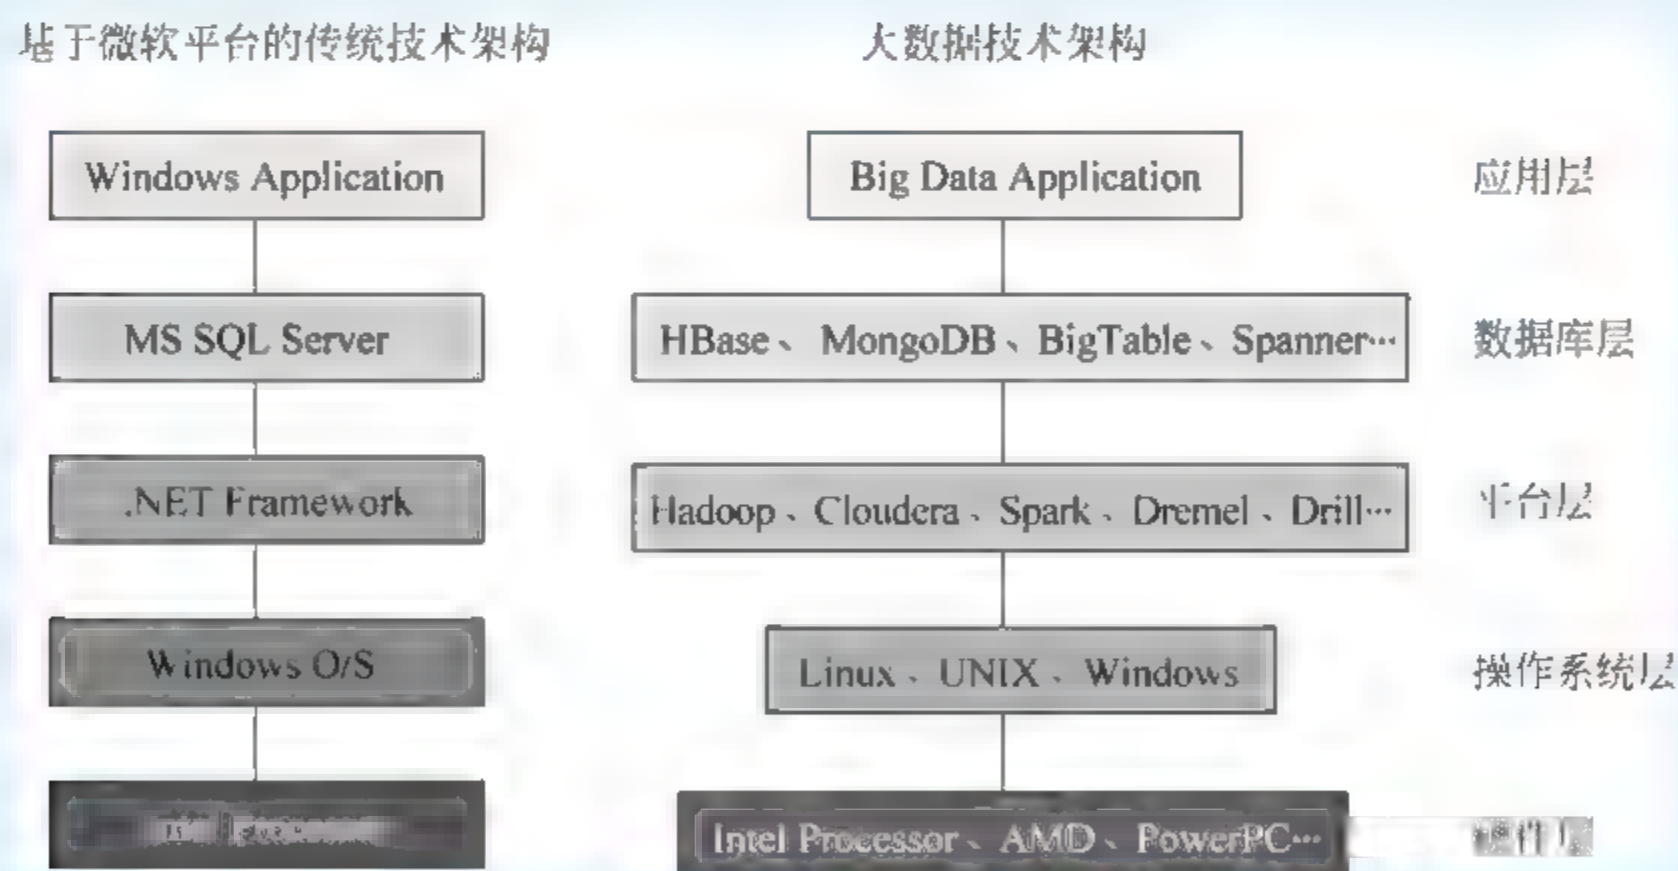 基于微软平台的传统技术架构 大数据技术架构
Windows Application Big Data Application 应用层
MS SQL Server HBase、MongoDB、BigTable、Spanner… 数据库层
.NET Framework Hadoop、Cloudera、Spark、Dremel、Drill… 平台层
Windows O/S Linux、UNIX、Windows 操作系统层
Intel Processor、AMD、PowerPC…